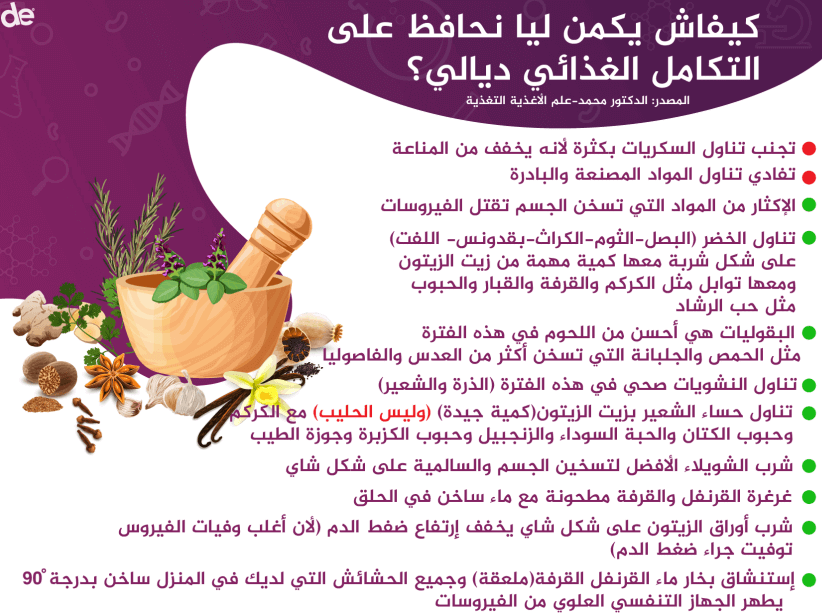 de
كيفاش يكمن ليا نحافظ على
التكامل الغذائي ديالي؟
المصدر: الدكتور محمد-علم الاغذية التغذية
تجنب تناول السكريات بكثرة لأنه يخفف من المناعة
تفادي تناول المواد المصنعة والبادرة
الإكثار من المواد التي تسخن الجسم تقتل الفيروسات
تناول الخضر (البصل-الثوم-الكراث-بقدونس- اللفت)
على شكل شربة معها كمية مهمة من زيت الزيتون
ومعها توابل مثل الكركم والقرفة والقبار والحبوب
مثل حب الرشاد
البقوليات هي أحسن من اللحوم في هذه الفترة
مثل الحمص والجلبانة التي تسخن أكثر من العدس والفاصوليا
تناول النشويات صحي في هذه الفترة (الذرة والشعير)
تناول حساء الشعير بزيت الزيتون(كمية جيدة) (وليس الحليب) مع الكركم
وحبوب الكتان والحبة السوداء والزنجبيل وحبوب الكزبرة وجوزة الطيب
شرب الشويلاء الأفضل لتسخين الجسم والسالمية على شكل شاي
غرغرة القرنفل والقرفة مطحونة مع ماء ساخن في الحلق
شرب أوراق الزيتون على شكل شاي يخفف إرتفاع ضفط الدم (لأن أغلب وفيات الفيروس
توفيت جراء ضغط الدم)
إستنشاق بخار ماء القرنفل القرفة(ملعقة) وجميع الحشائش التي لديك في المنزل ساخن بدرجة 90°
يطهر الجهاز التنفسي العلوي من الفيروسات